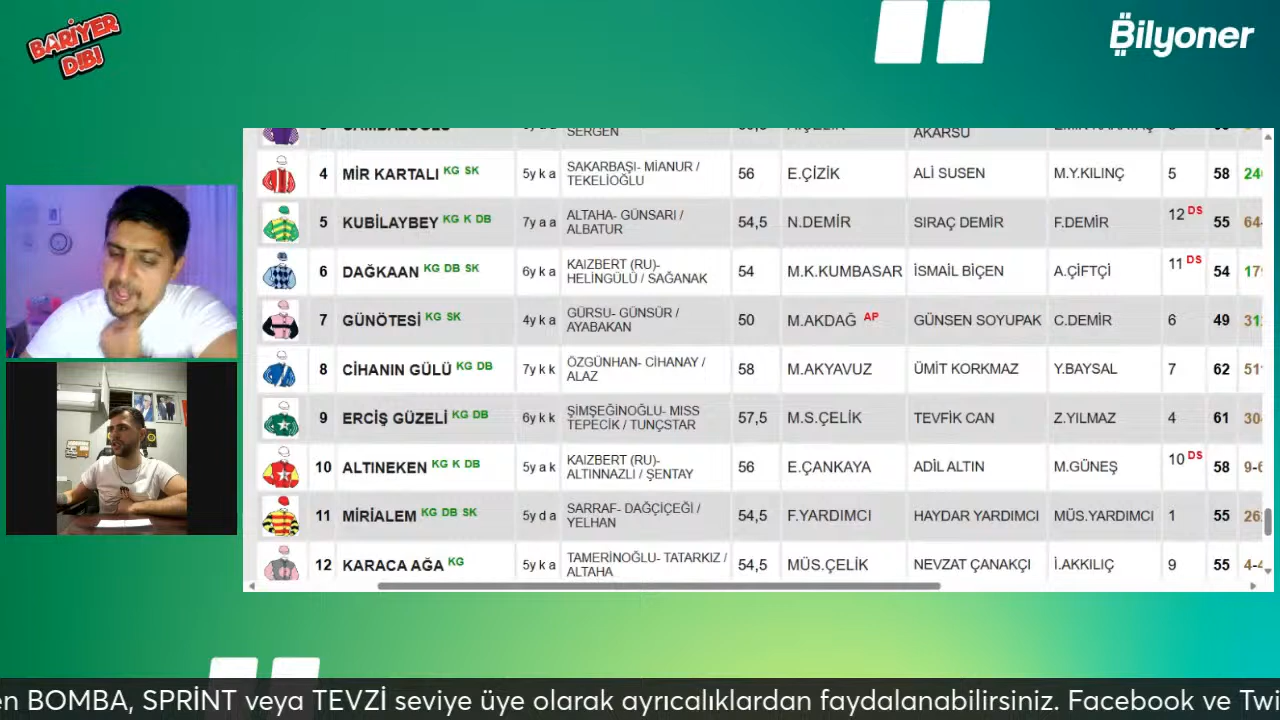 BARİYER
DİBİ
Bilyoner
SERGEN
AKARSU
4 MİR KARTALI KG SK 5y k a SAKARBAŞI- MİANUR / TEKELİOĞLU 56 E.ÇİZİK ALİ SUSEN M.Y.KILINÇ 5 58
5 KUBİLAYBEY KG K DB 7y a a ALTAHA- GÜNSARI / ALBATUR 54,5 N.DEMİR SIRAÇ DEMİR F.DEMİR 12 DS 55 64-
6 DAĞKAAN KG DB SK 6y k a KAIZBERT (RU)- HELİNGÜLÜ / SAĞANAK 54 M.K.KUMBASAR İSMAİL BİÇEN A.ÇİFTÇİ 11 DS 54
7 GÜNÖTESİ KG SK 4y k a GÜRSU- GÜNSÜR / AYABAKAN 50 M.AKDAĞ AP GÜNSEN SOYUPAK C.DEMİR 6 49
8 CİHANIN GÜLÜ KG DB 7y k k ÖZGÜNHAN- CİHANAY / ALAZ 58 M.AKYAVUZ ÜMİT KORKMAZ Y.BAYSAL 7 62
9 ERCİŞ GÜZELİ KG DB 6y k k ŞİMŞEĞİNOĞLU- MISS TEPECİK / TUNÇSTAR 57,5 M.S.ÇELİK TEVFİK CAN Z.YILMAZ 4 61 30-
10 ALTINEKEN KG K DB 5y a k KAIZBERT (RU)- ALTINNAZLI / ŞENTAY 56 E.ÇANKAYA ADİL ALTIN M.GÜNEŞ 10 DS 58
11 MİRİALEM KG DB SK 5y d a SARRAF- DAĞÇİÇEĞİ / YELHAN 54,5 F.YARDIMCI HAYDAR YARDIMCI MÜS.YARDIMCI 1 55
12 KARACA AĞA KG 5y k a TAMERİNOĞLU- TATARKIZ / ALTAHA 54,5 MÜS.ÇELİK NEVZAT ÇANAKÇI İ.AKKILIÇ 9 55
en BOMBA, SPRİNT veya TEVZİ seviye üye olarak ayrıcalıklardan faydalanabilirsiniz. Facebook ve Twi